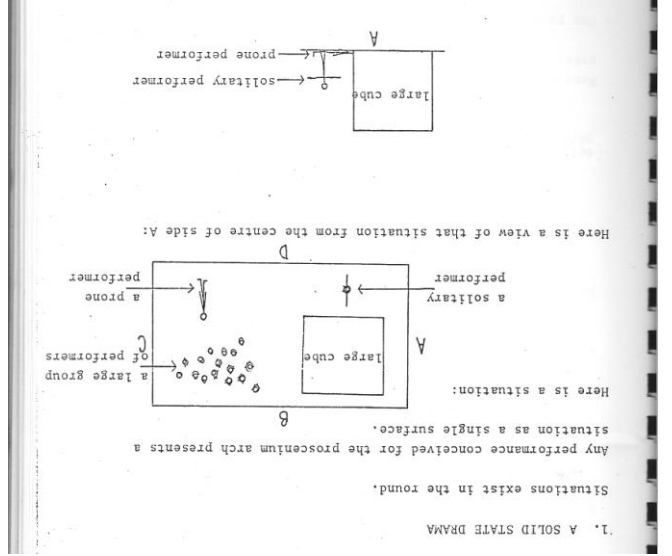 1. A SOLID STATE DRAMA
Situations exist in the round.
Any performance conceived for the proscenium arch presents a
situation as a single surface.
Here is a situation:
B
A
large cube
a large group
of performers
C
a solitary
performer
a prone
performer
D
Here is a view of that situation from the centre of side A:
large cube
solitary performer
prone performer
A